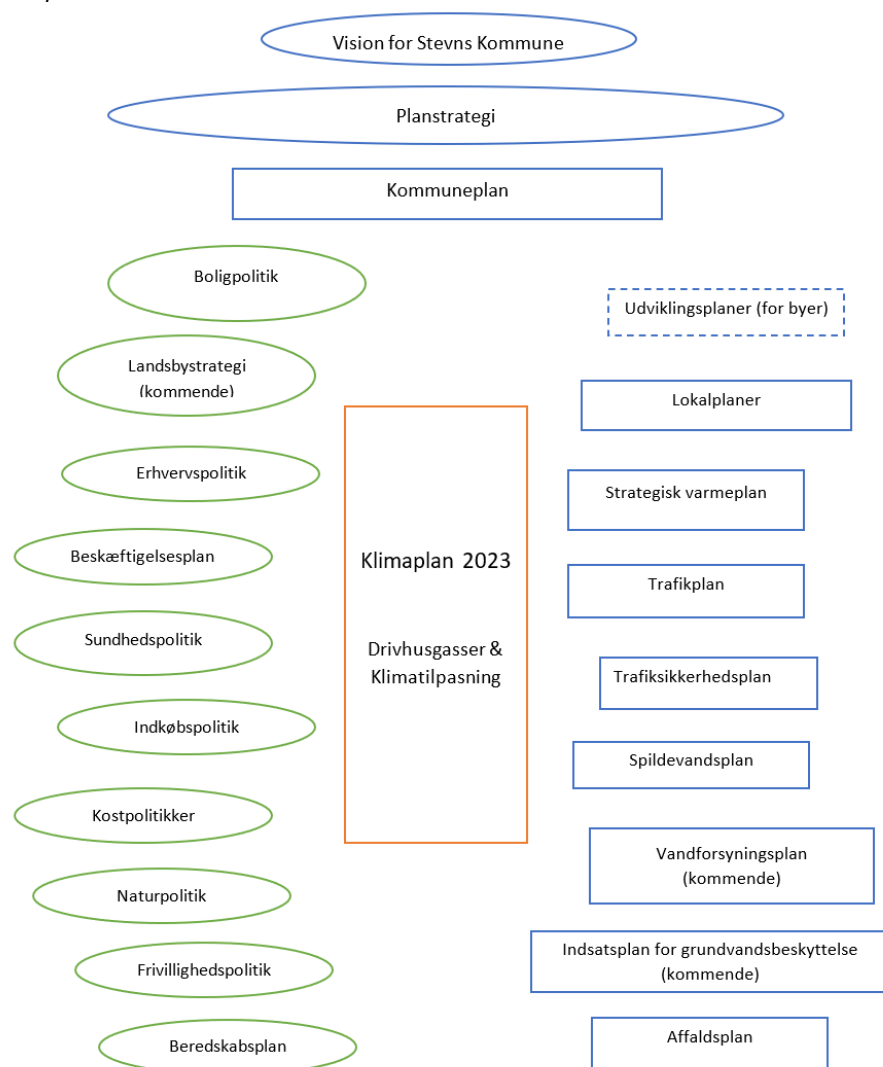 Vision for Stevns Kommune
Planstrategi
Kommuneplan
Boligpolitik
Landsbystrategi
(kommende)
Erhvervspolitik
Beskæftigelsesplan
Sundhedspolitik
Indkøbspolitik
Kostpolitikker
Naturpolitik
Frivillighedspolitik
Beredskabsplan
Klimaplan 2023
Drivhusgasser &
Klimatilpasning
Udviklingsplaner (for byer)
Lokalplaner
Strategisk varmeplan
Trafikplan
Trafiksikkerhedsplan
Spildevandsplan
Vandforsyningsplan
(kommende)
Indsatsplan for grundvandsbeskyttelse
(kommende)
Affaldsplan